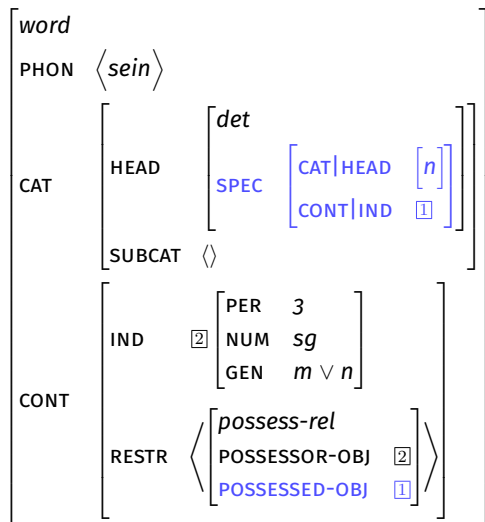 word
PHON ⟨sein⟩
det
HEAD
CAT|HEAD [n]
SPEC
CONT|IND 1
CAT
SUBCAT ⟨⟩
PER 3
IND 2 NUM sg
GEN m ∨ n
CONT
possess-rel
RESTR POSSESSOR-OBJ 2
POSSESSED-OBJ 1